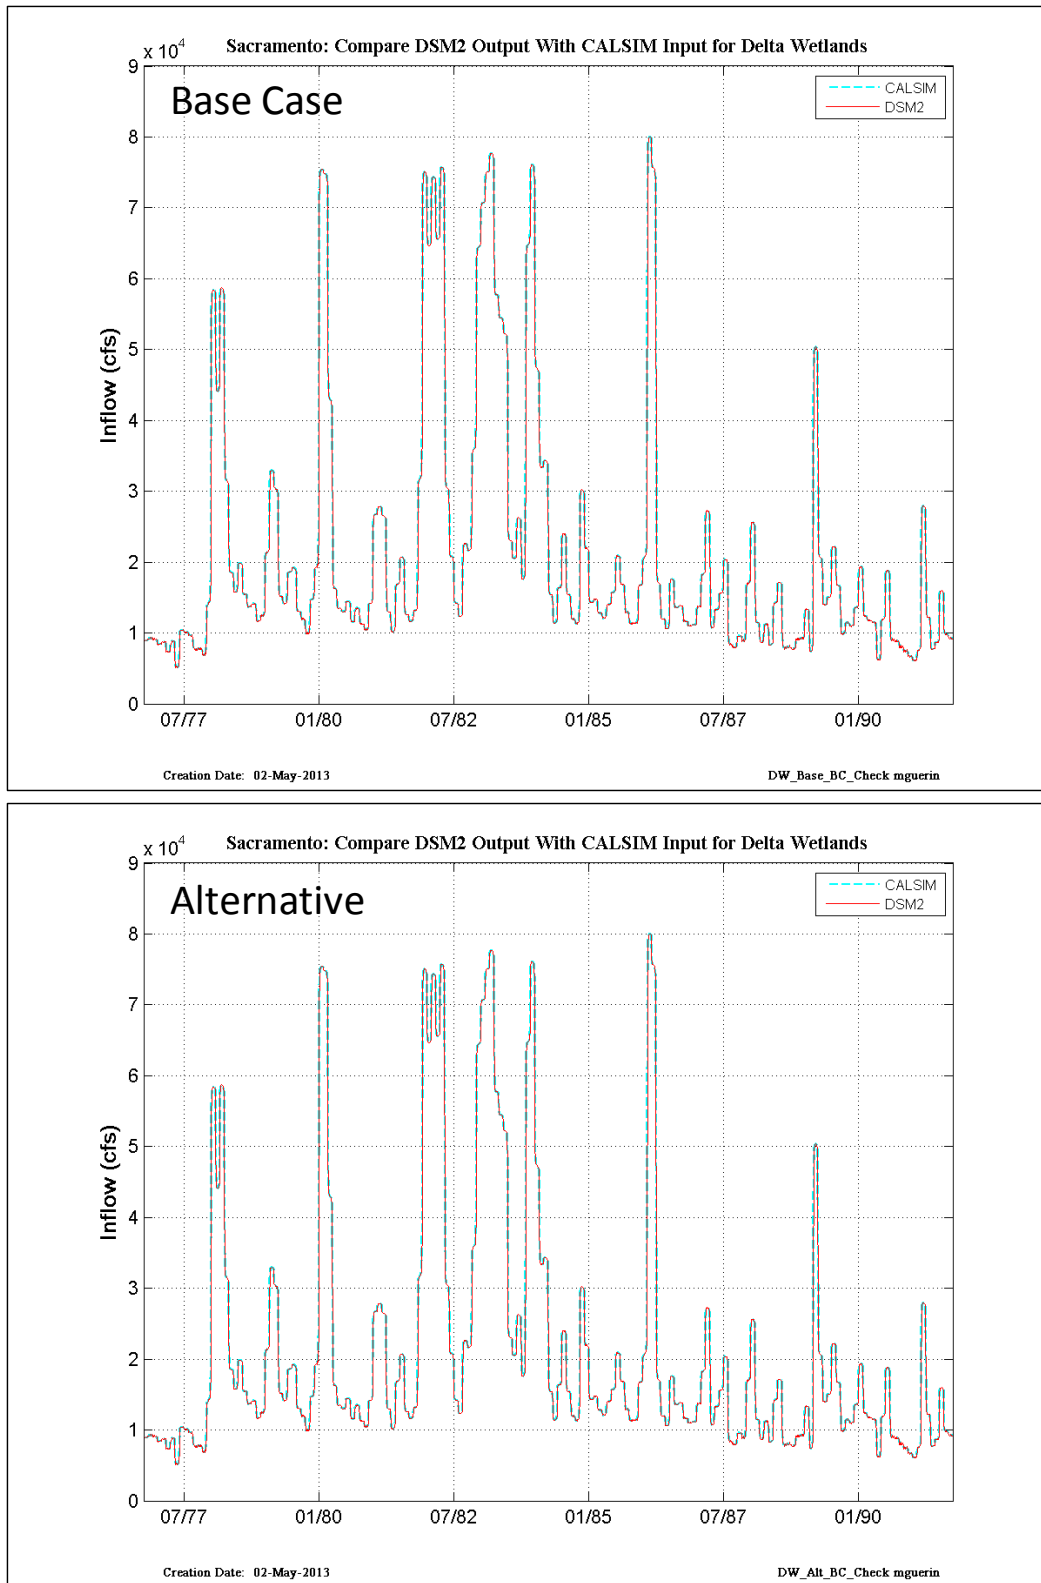 Sacramento: Compare DSM2 Output With CALSIM Input for Delta Wetlands
x 10^4
Base Case
CALSIM
DSM2
9
8
7
6
5
4
3
2
1
0
Inflow (cfs)
07/77 01/80 07/82 01/85 07/87 01/90
Creation Date: 02-May-2013 DW_Base_BC_Check mguerin
Sacramento: Compare DSM2 Output With CALSIM Input for Delta Wetlands
x 10^4
Alternative
CALSIM
DSM2
9
8
7
6
5
4
3
2
1
0
Inflow (cfs)
07/77 01/80 07/82 01/85 07/87 01/90
Creation Date: 02-May-2013 DW_Alt_BC_Check mguerin